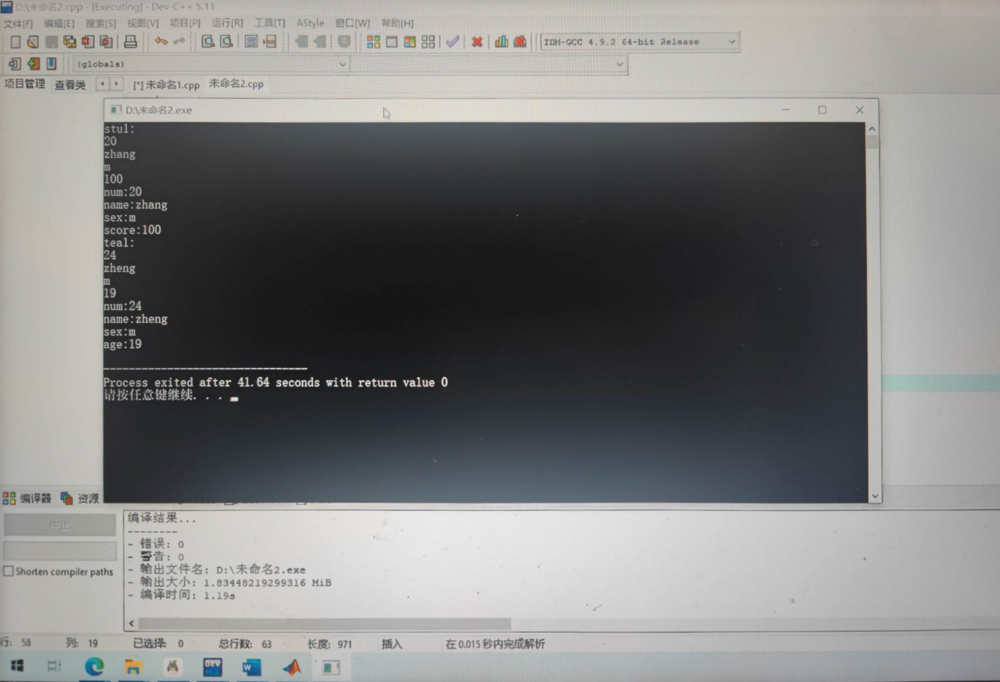 D:\未命名2.cpp - [Executing] - Dev-C++ 5.11
文件[F] 编辑[E] 搜索[S] 视图[V] 项目[P] 运行[R] 工具[T] AStyle 窗口[W] 帮助[H]
TDM-GCC 4.9.2 64-bit Release
(globals)
项目管理 查看类 [*] 未命名1.cpp 未命名2.cpp
D:\未命名2.exe
stu1:
20
zhang
m
100
num:20
name:zhang
sex:m
score:100
tea1:
24
zheng
m
19
num:24
name:zheng
sex:m
age:19
--------------------------------
Process exited after 41.64 seconds with return value 0
请按任意键继续. . .
编译器 资源
中止
Shorten compiler paths
编译结果...
--------
- 错误: 0
- 警告: 0
- 输出文件名: D:\未命名2.exe
- 输出大小: 1.83448219299316 MiB
- 编译时间: 1.19s
行: 58 列: 19 已选择: 0 总行数: 63 长度: 971 插入 在 0.015 秒内完成解析
DEV
W